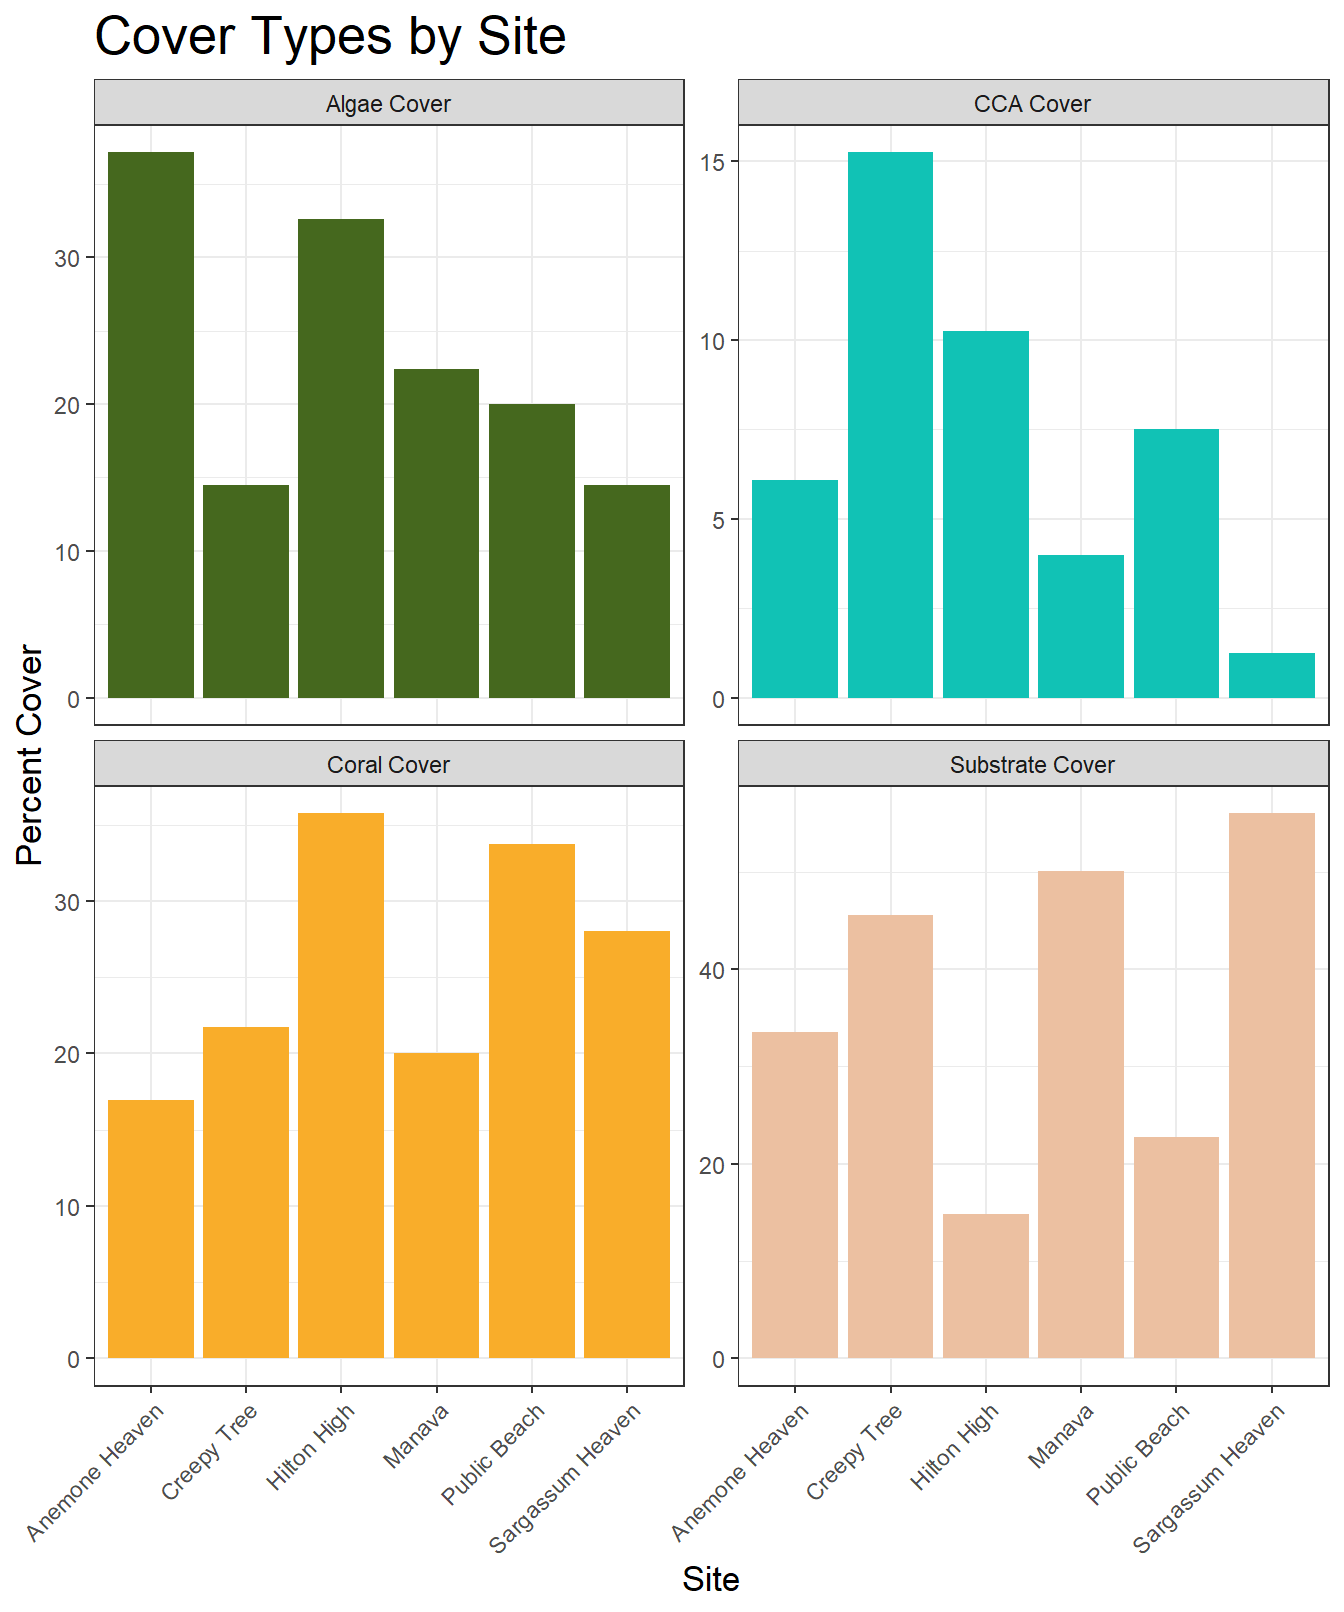 Cover Types by Site
Algae Cover
CCA Cover
30
20
10
0
15
10
5
0
Percent Cover
Coral Cover
Substrate Cover
30
20
10
0
40
20
0
Anemone Heaven
Creepy Tree
Hilton High
Manava
Public Beach
Sargassum Heaven
Anemone Heaven
Creepy Tree
Hilton High
Manava
Public Beach
Sargassum Heaven
Site